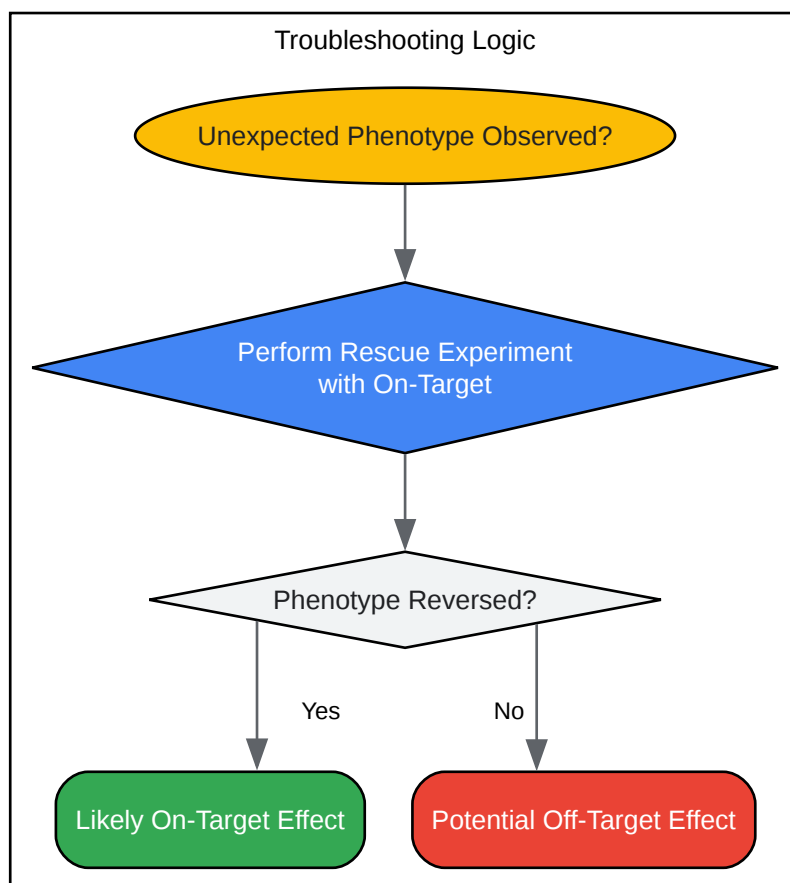 Troubleshooting Logic
Unexpected Phenotype Observed?
Perform Rescue Experiment
with On-Target
Phenotype Reversed?
Yes
No
Likely On-Target Effect
Potential Off-Target Effect